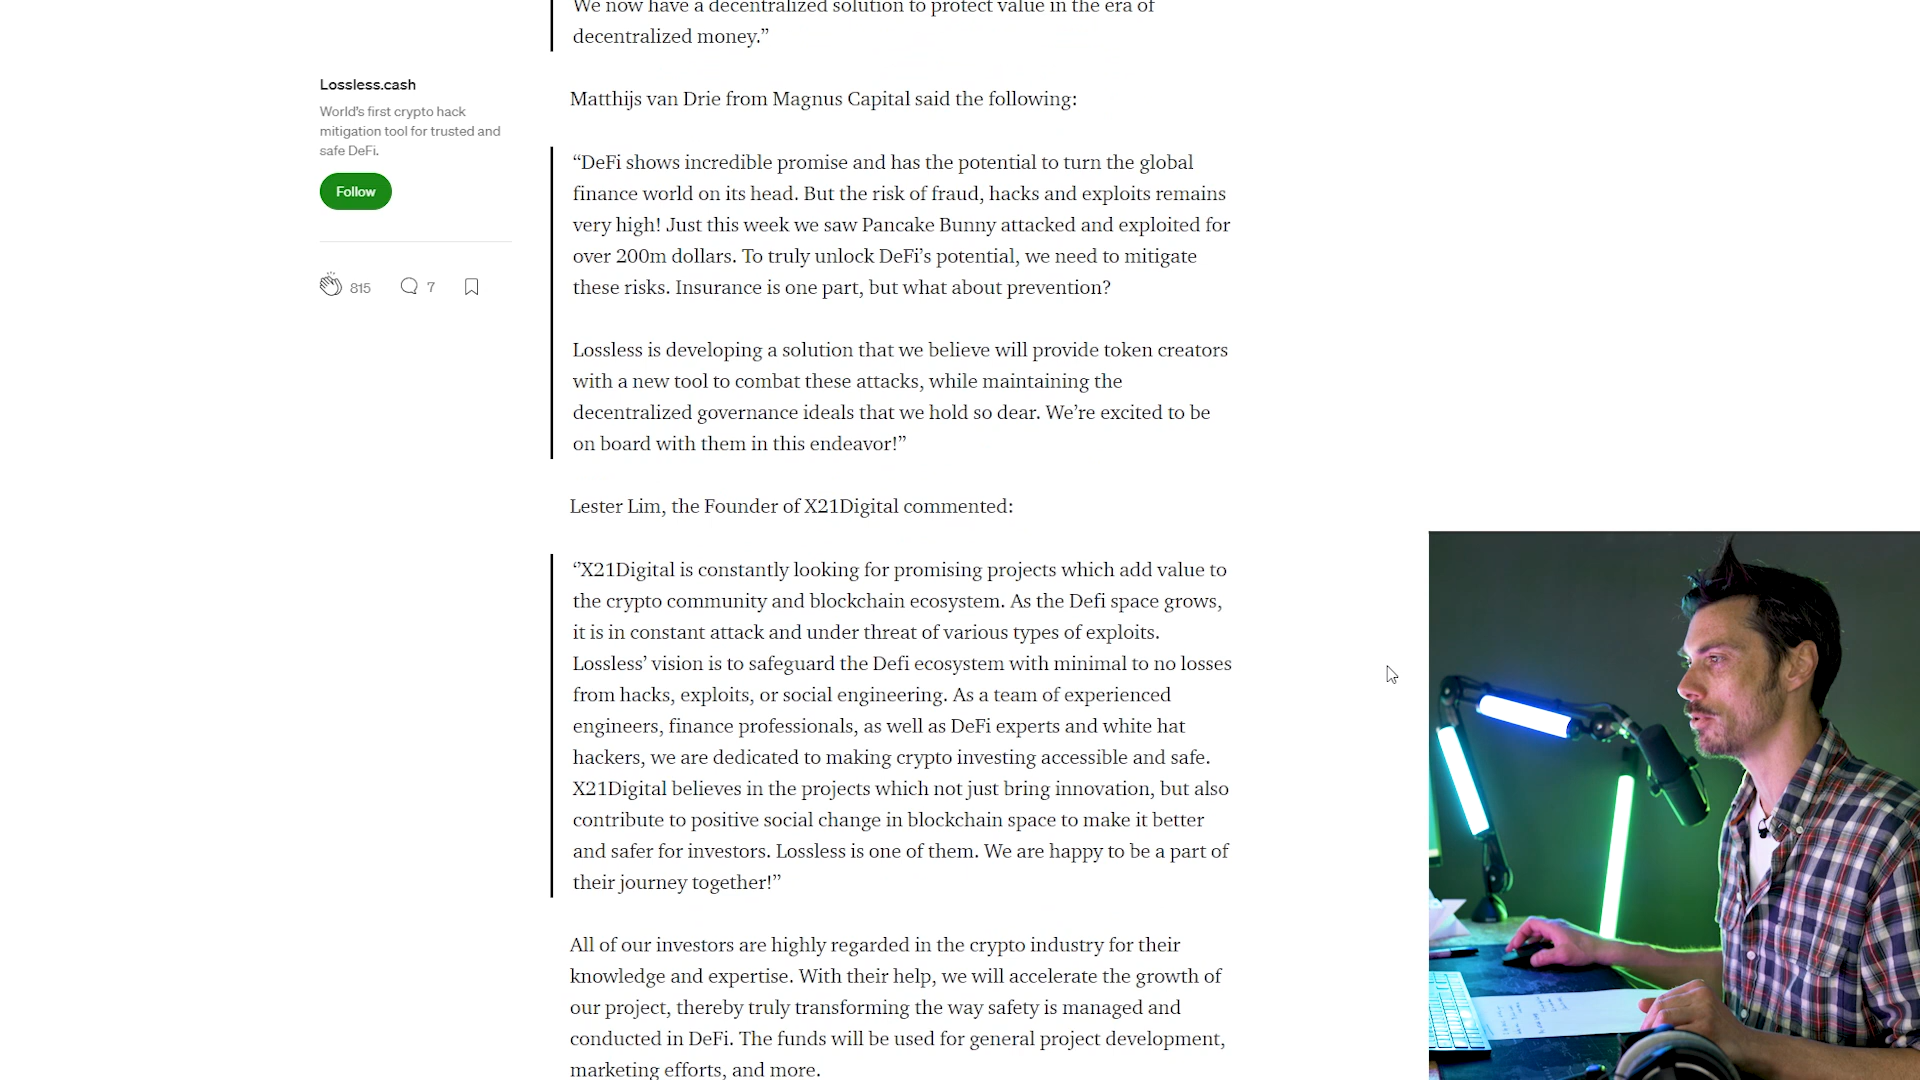 We now have a decentralized solution to protect value in the era of
decentralized money.”
Lossless.cash
World's first crypto hack
mitigation tool for trusted and
safe DeFi.
Follow
815
7
Matthijs van Drie from Magnus Capital said the following:
“DeFi shows incredible promise and has the potential to turn the global
finance world on its head. But the risk of fraud, hacks and exploits remains
very high! Just this week we saw Pancake Bunny attacked and exploited for
over 200m dollars. To truly unlock DeFi’s potential, we need to mitigate
these risks. Insurance is one part, but what about prevention?
Lossless is developing a solution that we believe will provide token creators
with a new tool to combat these attacks, while maintaining the
decentralized governance ideals that we hold so dear. We’re excited to be
on board with them in this endeavor!”
Lester Lim, the Founder of X21Digital commented:
“X21Digital is constantly looking for promising projects which add value to
the crypto community and blockchain ecosystem. As the Defi space grows,
it is in constant attack and under threat of various types of exploits.
Lossless’ vision is to safeguard the Defi ecosystem with minimal to no losses
from hacks, exploits, or social engineering. As a team of experienced
engineers, finance professionals, as well as DeFi experts and white hat
hackers, we are dedicated to making crypto investing accessible and safe.
X21Digital believes in the projects which not just bring innovation, but also
contribute to positive social change in blockchain space to make it better
and safer for investors. Lossless is one of them. We are happy to be a part of
their journey together!”
All of our investors are highly regarded in the crypto industry for their
knowledge and expertise. With their help, we will accelerate the growth of
our project, thereby truly transforming the way safety is managed and
conducted in DeFi. The funds will be used for general project development,
marketing efforts, and more.